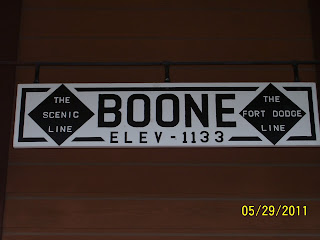 THE
SCENIC
LINE
BOONE
ELEV - 1133
THE
FORT DODGE
LINE
05/29/2011